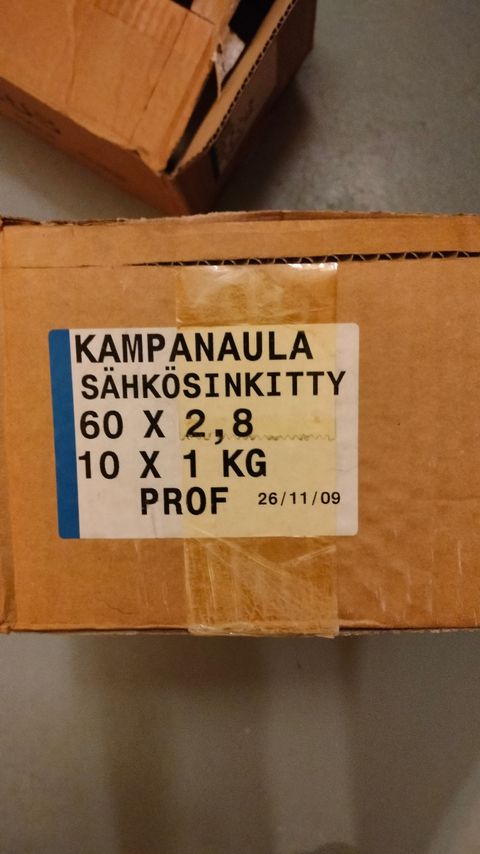 KAMPANAULA
SÄHKÖSINKITTY
60 X 2,8
10 X 1 KG
PROF 26/11/09